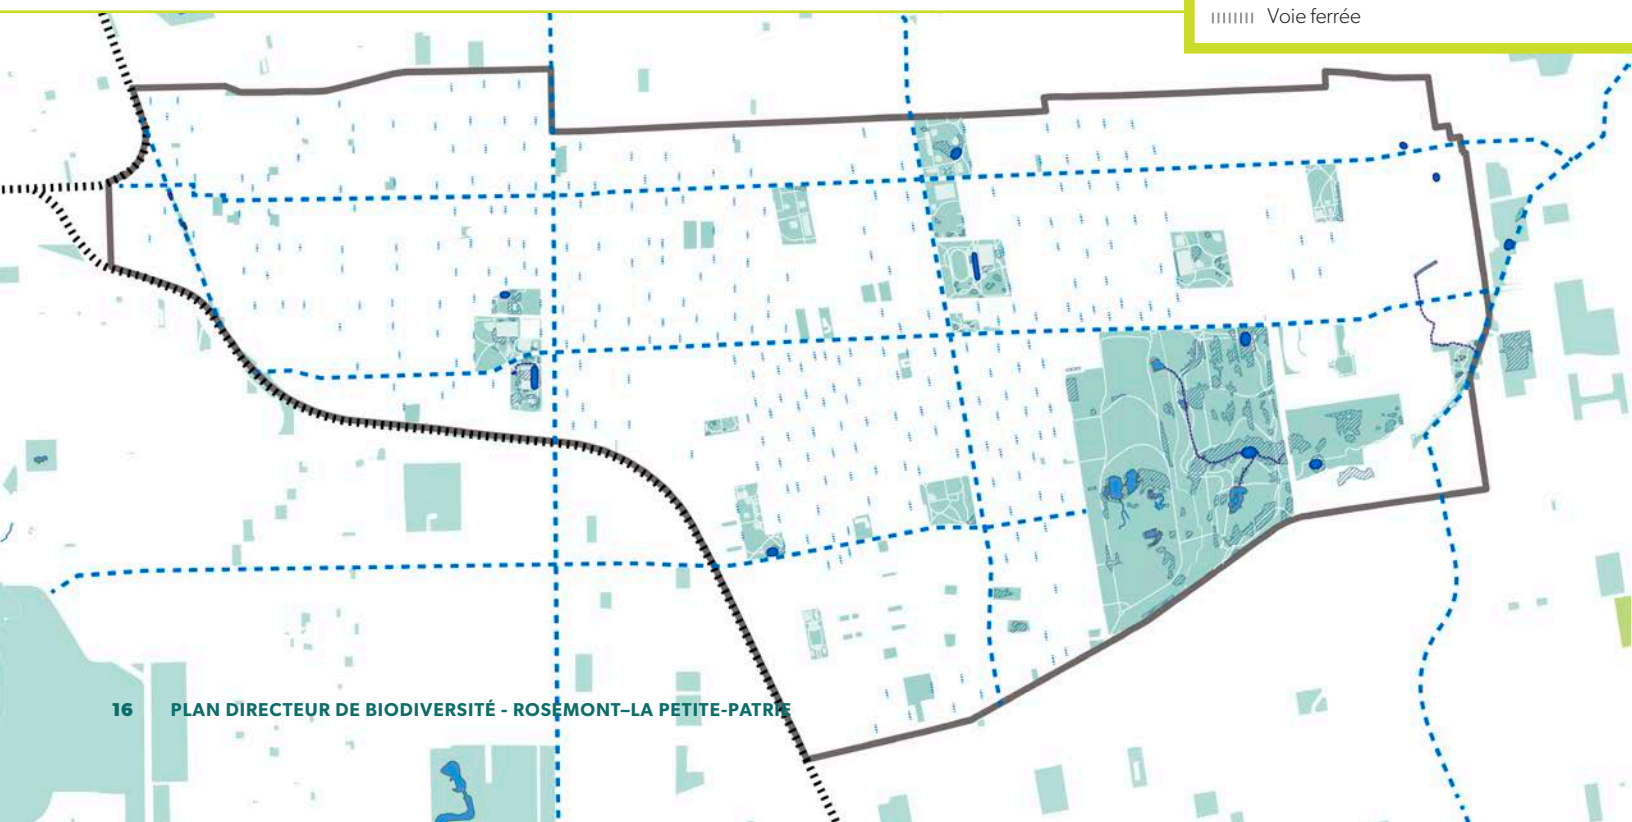 Voie ferrée
16 PLAN DIRECTEUR DE BIODIVERSITÉ - ROSEMONT–LA PETITE-PATRIE